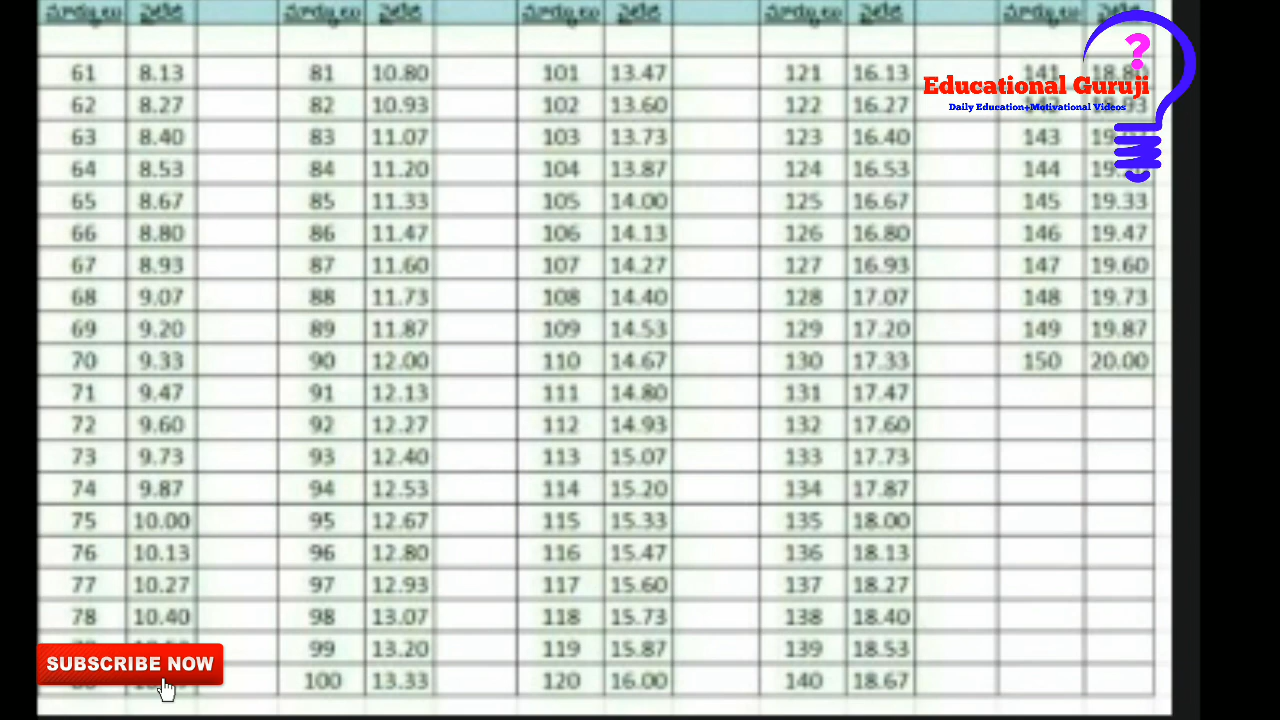 మార్కులు వెైటేజి మార్కులు వెైటేజి మార్కులు వెైటేజి మార్కులు వెైటేజి మార్కులు
61 8.13 81 10.80 101 13.47 121 16.13 141
Educational Guruji
62 8.27 82 10.93 102 13.60 122 16.27
Daily Education+Motivational Videos
63 8.40 83 11.07 103 13.73 123 16.40 143
64 8.53 84 11.20 104 13.87 124 16.53 144
65 8.67 85 11.33 105 14.00 125 16.67 145 19.33
66 8.80 86 11.47 106 14.13 126 16.80 146 19.47
67 8.93 87 11.60 107 14.27 127 16.93 147 19.60
68 9.07 88 11.73 108 14.40 128 17.07 148 19.73
69 9.20 89 11.87 109 14.53 129 17.20 149 19.87
70 9.33 90 12.00 110 14.67 130 17.33 150 20.00
71 9.47 91 12.13 111 14.80 131 17.47
72 9.60 92 12.27 112 14.93 132 17.60
73 9.73 93 12.40 113 15.07 133 17.73
74 9.87 94 12.53 114 15.20 134 17.87
75 10.00 95 12.67 115 15.33 135 18.00
76 10.13 96 12.80 116 15.47 136 18.13
77 10.27 97 12.93 117 15.60 137 18.27
78 10.40 98 13.07 118 15.73 138 18.40
99 13.20 119 15.87 139 18.53
SUBSCRIBE NOW
100 13.33 120 16.00 140 18.67